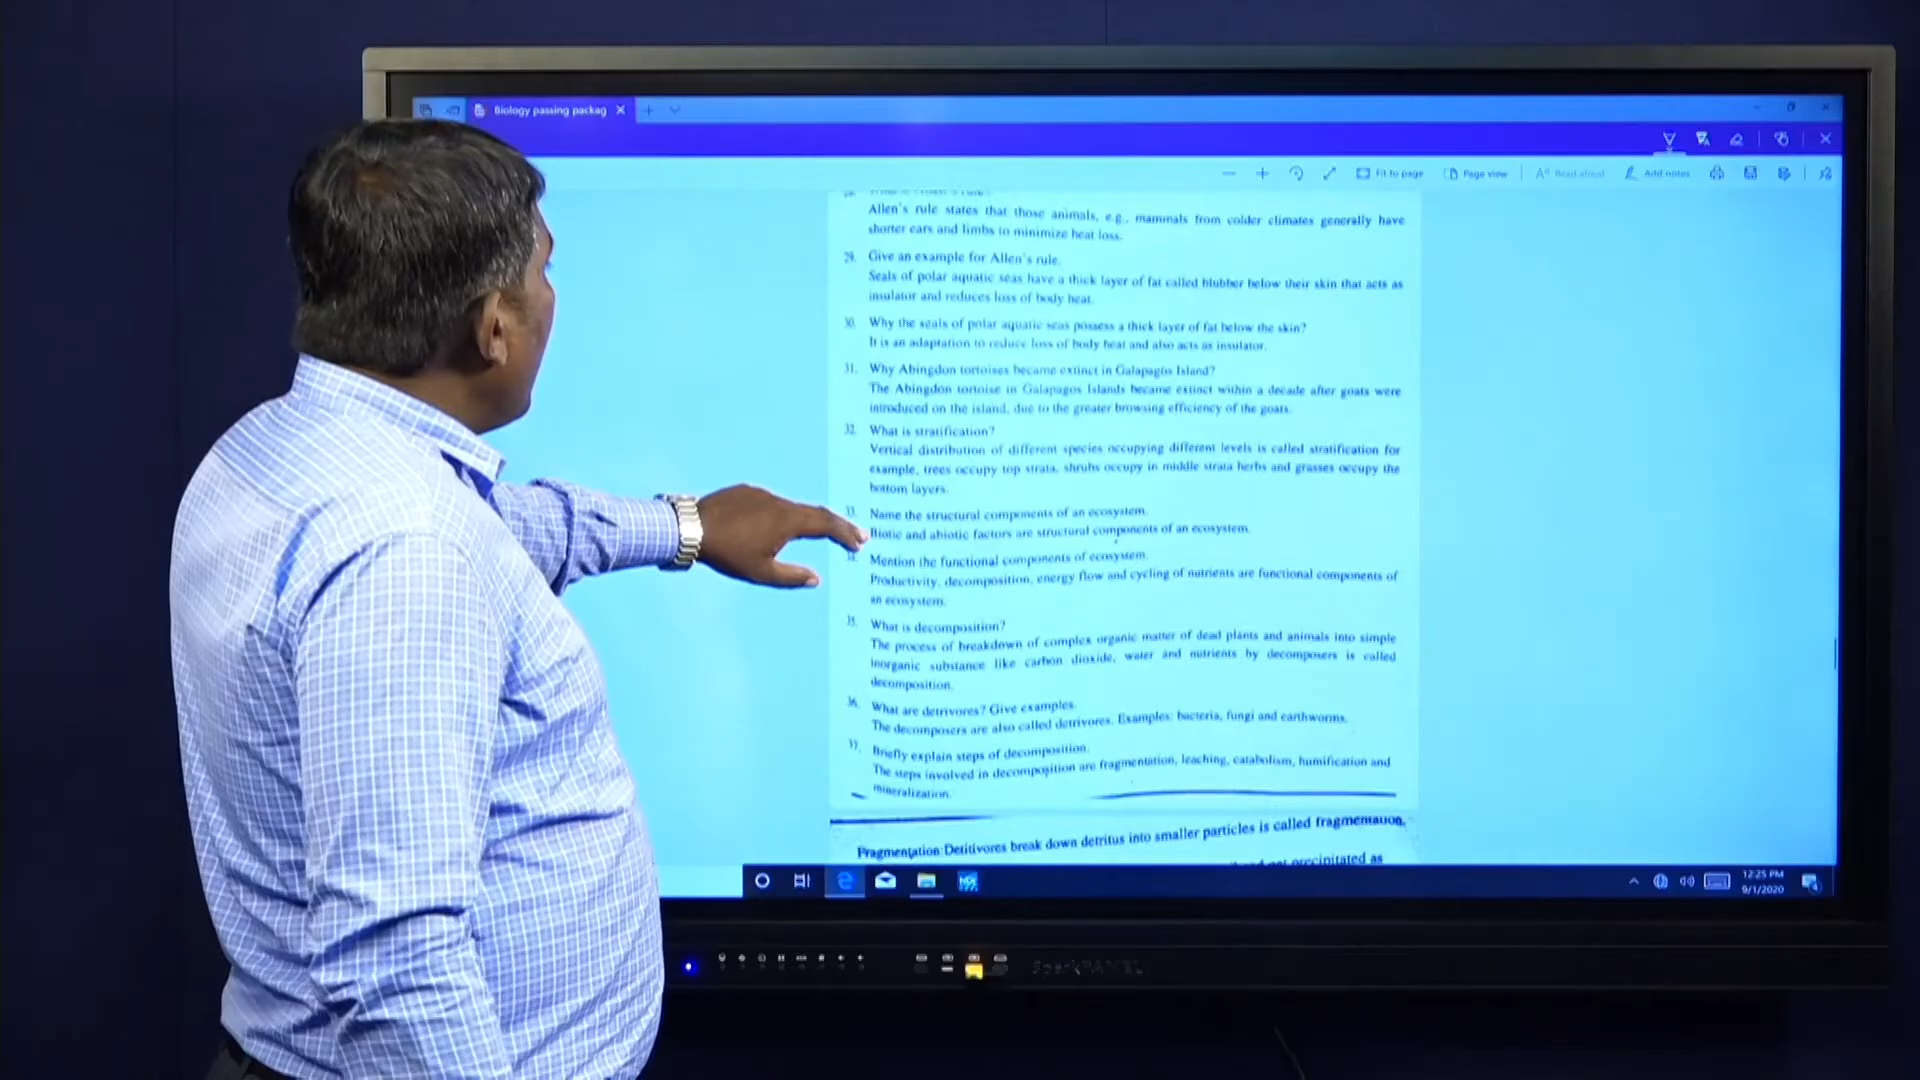 Biology passing packag
Fit to page
Page view
Read aloud
Add notes
Allen's rule states that those animals, e.g., mammals from colder climates generally have
shorter ears and limbs to minimize heat loss.
29. Give an example for Allen's rule.
Seals of polar aquatic seas have a thick layer of fat called blubber below their skin that acts as
insulator and reduces loss of body heat.
30. Why the seals of polar aquatic seas possess a thick layer of fat below the skin?
It is an adaptation to reduce loss of body heat and also acts as insulator.
31. Why Abingdon tortoises became extinct in Galapagos Island?
The Abingdon tortoise in Galapagos Islands became extinct within a decade after goats were
introduced on the island, due to the greater browsing efficiency of the goats.
32. What is stratification?
Vertical distribution of different species occupying different levels is called stratification for
example, trees occupy top strata, shrubs occupy in middle strata herbs and grasses occupy the
bottom layers.
33. Name the structural components of an ecosystem.
Biotic and abiotic factors are structural components of an ecosystem.
34. Mention the functional components of ecosystem.
Productivity, decomposition, energy flow and cycling of nutrients are functional components of
an ecosystem.
35. What is decomposition?
The process of breakdown of complex organic matter of dead plants and animals into simple
inorganic substance like carbon dioxide, water and nutrients by decomposers is called
decomposition.
36. What are detrivores? Give examples.
The decomposers are also called detrivores. Examples: bacteria, fungi and earthworms.
37. Briefly explain steps of decomposition.
The steps involved in decomposition are fragmentation, leaching, catabolism, humification and
mineralization.
Fragmentation: Detitivores break down detritus into smaller particles is called fragmentation.
precipitated as
12:25 PM
9/1/2020
SparkPANEL